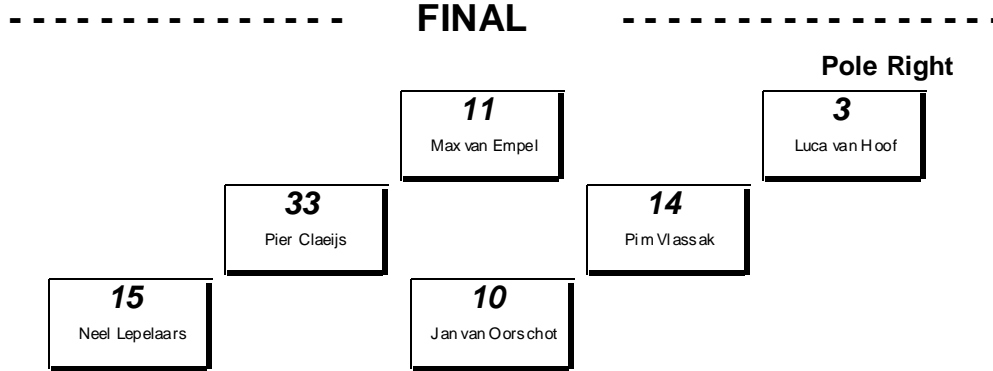 - - - - - - - - - - - - - - - - FINAL - - - - - - - - - - - - - - - - -
Pole Right
11 3
Max van Empel Luca van Hoof
33 14
Pier Claeijs Pim Vlassak
15 10
Neel Lepelaars Jan van Oorschot